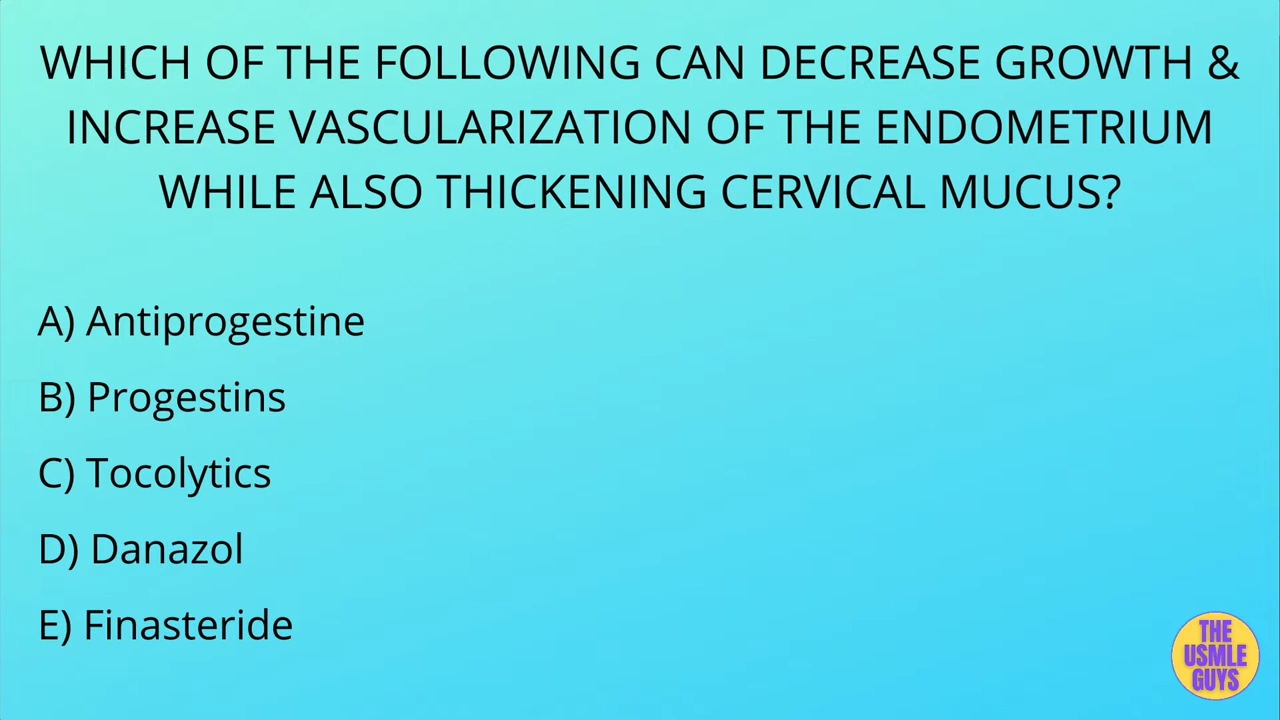 WHICH OF THE FOLLOWING CAN DECREASE GROWTH &
INCREASE VASCULARIZATION OF THE ENDOMETRIUM
WHILE ALSO THICKENING CERVICAL MUCUS?
A) Antiprogestine
B) Progestins
C) Tocolytics
D) Danazol
E) Finasteride
THE
USMLE
GUYS